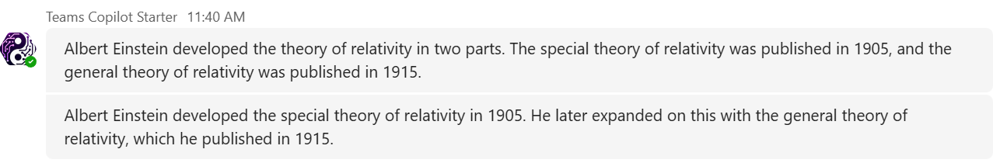 Teams Copilot Starter 11:40 AM
Albert Einstein developed the theory of relativity in two parts. The special theory of relativity was published in 1905, and the
general theory of relativity was published in 1915.
Albert Einstein developed the special theory of relativity in 1905. He later expanded on this with the general theory of
relativity, which he published in 1915.